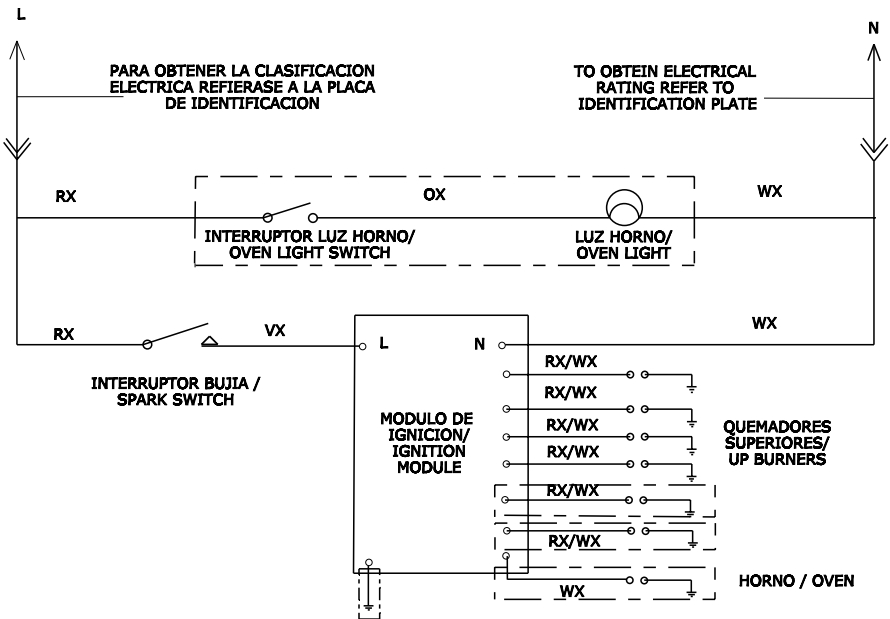 L
N
PARA OBTENER LA CLASIFICACION
ELECTRICA REFIERASE A LA PLACA
DE IDENTIFICACION
TO OBTEIN ELECTRICAL
RATING REFER TO
IDENTIFICATION PLATE
RX
OX
WX
INTERRUPTOR LUZ HORNO/
OVEN LIGHT SWITCH
LUZ HORNO/
OVEN LIGHT
RX
VX
L
N
WX
INTERRUPTOR BUJIA /
SPARK SWITCH
MODULO DE
IGNICION/
IGNITION
MODULE
RX/WX
RX/WX
RX/WX
RX/WX
RX/WX
RX/WX
WX
QUEMADORES
SUPERIORES/
UP BURNERS
HORNO / OVEN